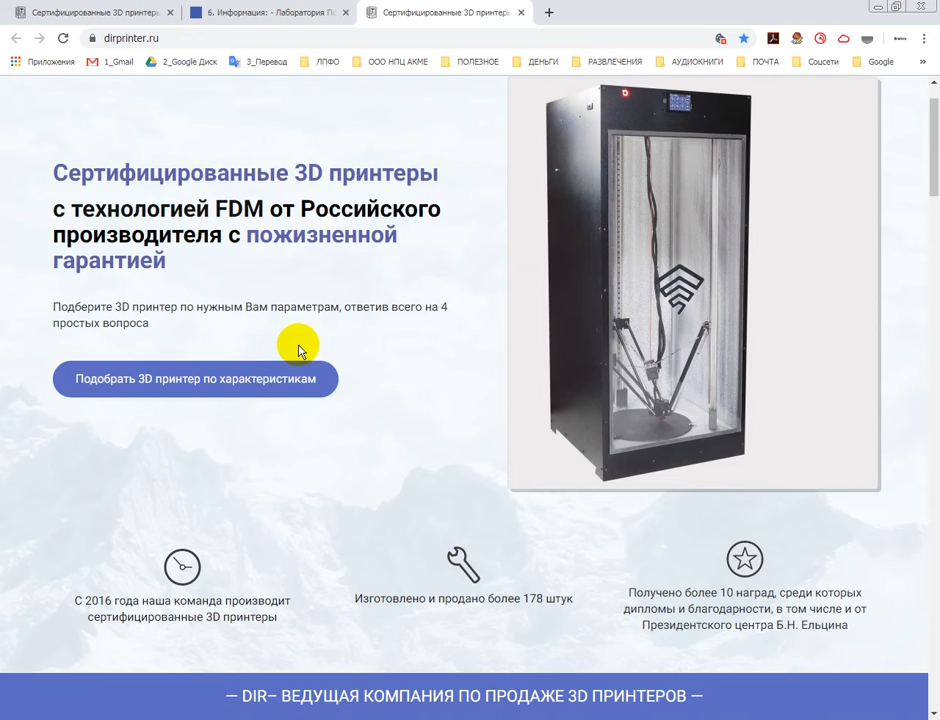 Сертифицированные 3D принтеры
6. Информация: - Лаборатория П
Сертифицированные 3D принтеры
dirprinter.ru
Приложения
1_Gmail
2_Google Диск
3_Перевод
ЛПФО
ООО НПЦ АКМЕ
ПОЛЕЗНОЕ
ДЕНЬГИ
РАЗВЛЕЧЕНИЯ
АУДИОКНИГИ
ПОЧТА
Соцсети
Google
»
Сертифицированные 3D принтеры
с технологией FDM от Российского
производителя с пожизненной
гарантией
Подберите 3D принтер по нужным Вам параметрам, ответив всего на 4
простых вопроса
Подобрать 3D принтер по характеристикам
С 2016 года наша команда производит
сертифицированные 3D принтеры
Изготовлено и продано более 178 штук
Получено более 10 наград, среди которых
дипломы и благодарности, в том числе и от
Президентского центра Б.Н. Ельцина
— DIR– ВЕДУЩАЯ КОМПАНИЯ ПО ПРОДАЖЕ 3D ПРИНТЕРОВ —